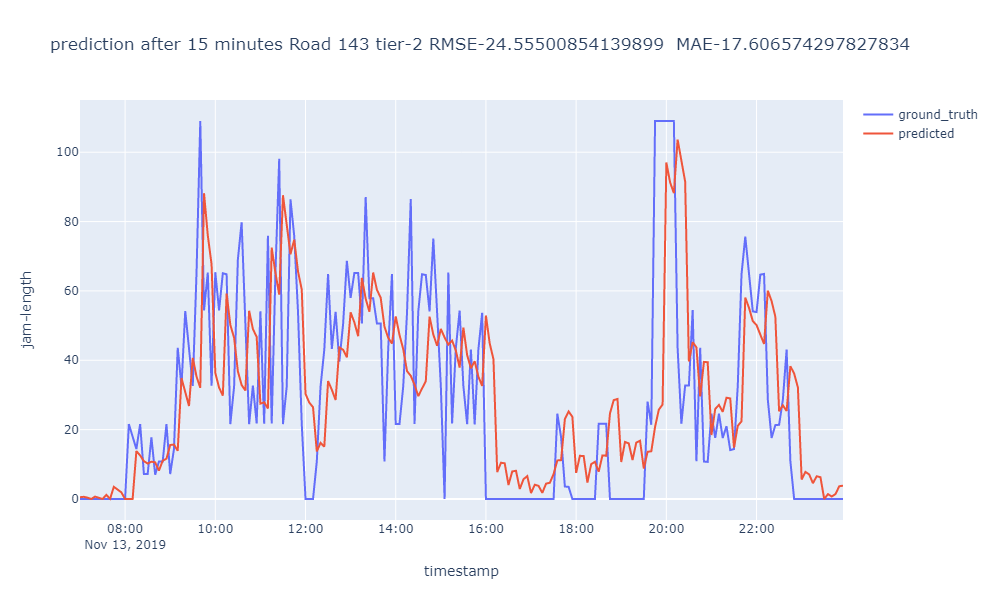 prediction after 15 minutes Road 143 tier-2 RMSE-24.55500854139899  MAE-17.606574297827834
ground_truth
predicted
100
80
60
40
20
0
jam-length
08:00 10:00 12:00 14:00 16:00 18:00 20:00 22:00
Nov 13, 2019
timestamp